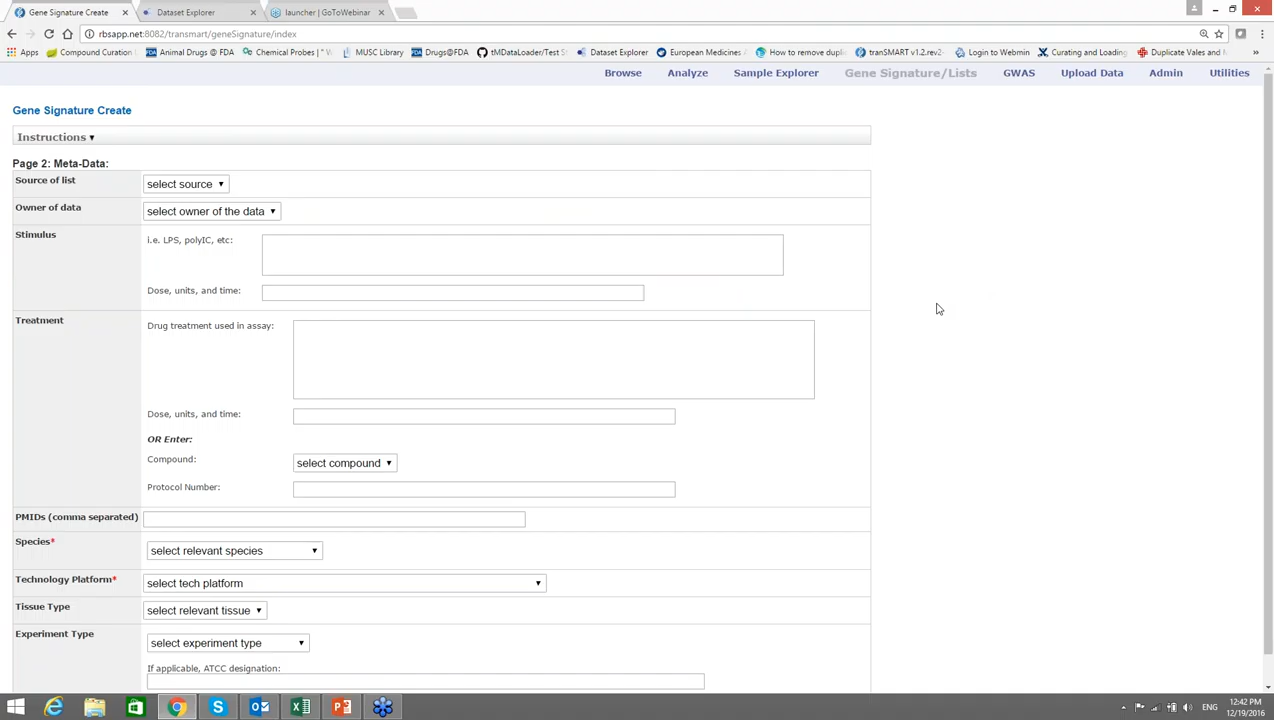 Gene Signature Create
Dataset Explorer
launcher | GoToWebinar
rbsapp.net:8082/transmart/geneSignature/index
Apps
Compound Curation
Animal Drugs @ FDA
Chemical Probes | "
MUSC Library
Drugs@FDA
tMDataLoader/Test S
Dataset Explorer
European Medicines
How to remove dupli
tranSMART v1.2.rev2
Login to Webmin
Curating and Loading
Duplicate Vales and M
Browse
Analyze
Sample Explorer
Gene Signature/Lists
GWAS
Upload Data
Admin
Utilities
Gene Signature Create
Instructions ▾
Page 2: Meta-Data:
Source of list
select source
Owner of data
select owner of the data
Stimulus
i.e. LPS, polyIC, etc:
Dose, units, and time:
Treatment
Drug treatment used in assay:
Dose, units, and time:
OR Enter:
Compound:
select compound
Protocol Number:
PMIDs (comma separated)
Species*
select relevant species
Technology Platform*
select tech platform
Tissue Type
select relevant tissue
Experiment Type
select experiment type
If applicable, ATCC designation:
ENG
12:42 PM
12/19/2016